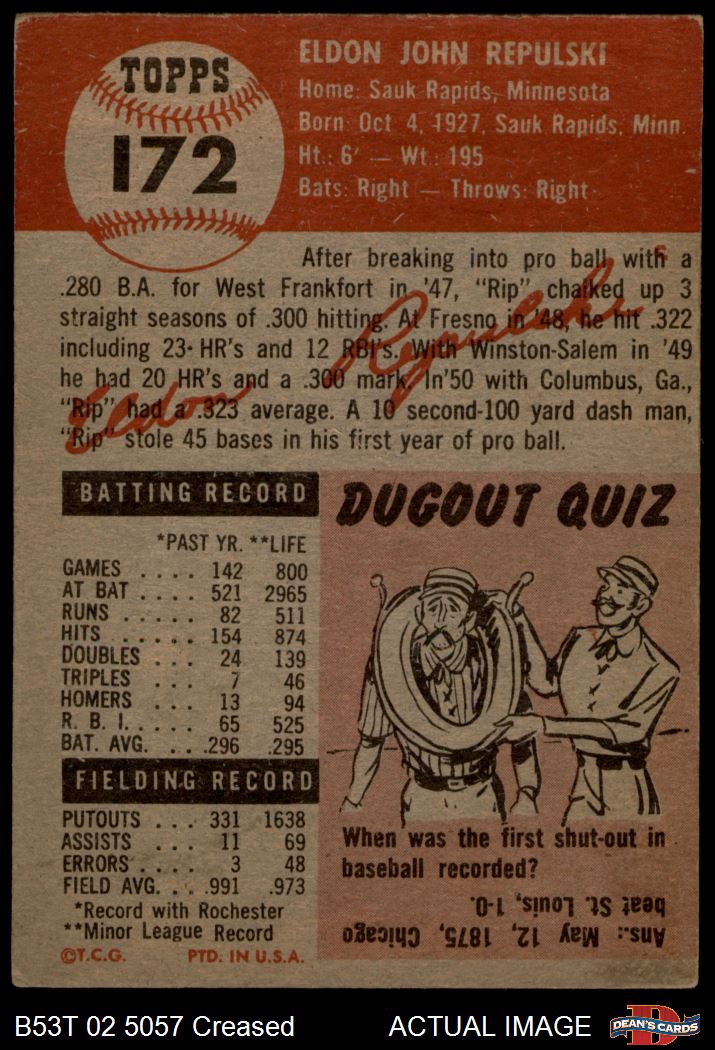 TOPPS
172
ELDON JOHN REPULSKI
Home: Sauk Rapids, Minnesota
Born: Oct 4, 1927, Sauk Rapids, Minn.
Ht.: 6' — Wt.: 195
Bats: Right — Throws: Right
After breaking into pro ball with a
.280 B.A. for West Frankfort in '47, "Rip" chalked up 3
straight seasons of .300 hitting. At Fresno in '48, he hit .322
including 23 HR's and 12 RBI's. With Winston-Salem in '49
he had 20 HR's and a .300 mark. In '50 with Columbus, Ga.,
"Rip" had a .323 average. A 10 second-100 yard dash man,
"Rip" stole 45 bases in his first year of pro ball.
Eldon Repulski
BATTING RECORD
*PAST YR. **LIFE
GAMES .... 142 800
AT BAT .... 521 2965
RUNS ..... 82 511
HITS ..... 154 874
DOUBLES ... 24 139
TRIPLES ... 7 46
HOMERS ... 13 94
R. B. I. .... 65 525
BAT. AVG. ... .296 .295
FIELDING RECORD
PUTOUTS ... 331 1638
ASSISTS ... 11 69
ERRORS .... 3 48
FIELD AVG. ... .991 .973
*Record with Rochester
**Minor League Record
©T.C.G. PTD. IN U.S.A.
DUGOUT QUIZ
When was the first shut-out in
baseball recorded?
Ans.: May 12, 1875, Chicago
beat St. Louis, 1-0.
B53T 02 5057 Creased ACTUAL IMAGE
DEAN'S CARDS